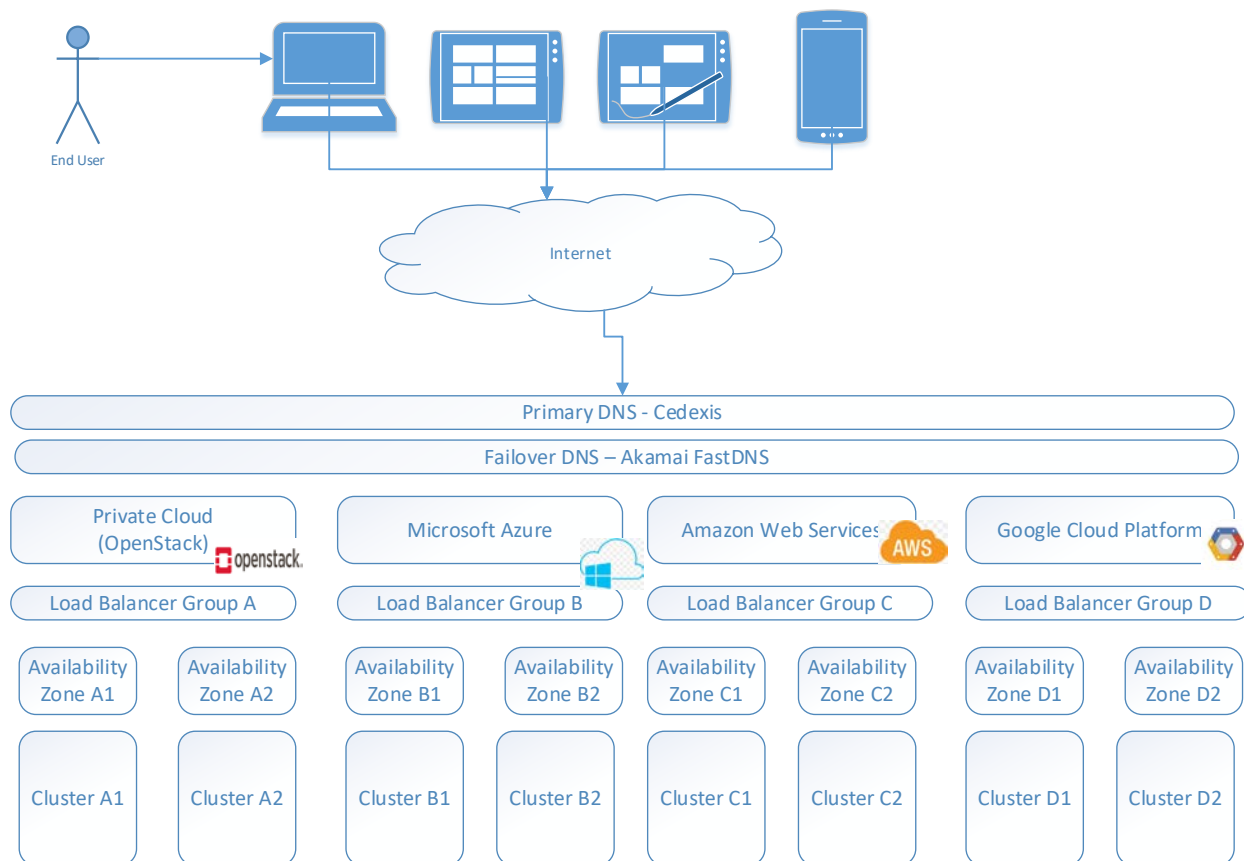 End User
Internet
Primary DNS - Cedexis
Failover DNS – Akamai FastDNS
Private Cloud
(OpenStack)
openstack.
Microsoft Azure
Amazon Web Services
AWS
Google Cloud Platform
Load Balancer Group A
Load Balancer Group B
Load Balancer Group C
Load Balancer Group D
Availability
Zone A1
Availability
Zone A2
Availability
Zone B1
Availability
Zone B2
Availability
Zone C1
Availability
Zone C2
Availability
Zone D1
Availability
Zone D2
Cluster A1
Cluster A2
Cluster B1
Cluster B2
Cluster C1
Cluster C2
Cluster D1
Cluster D2